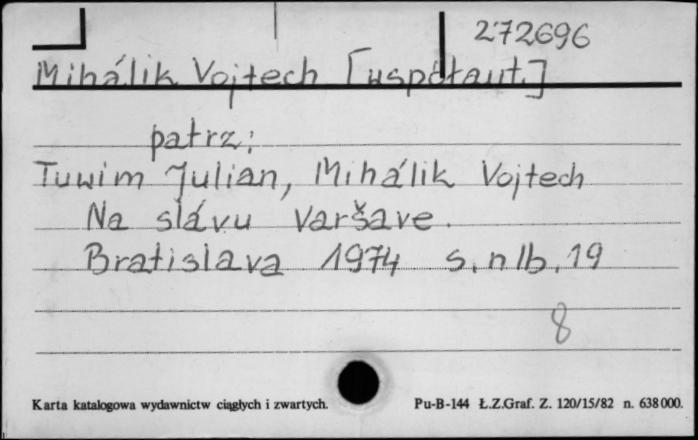 272696
Mihálik Vojtech [współaut.]
patrz:
Tuwim Julian, Mihálik Vojtech
Na slávu Varšave.
Bratislava 1974 s. nlb. 19
8
Karta katalogowa wydawnictw ciągłych i zwartych. Pu-B-144 Ł.Z.Graf. Z. 120/15/82 n. 638000.